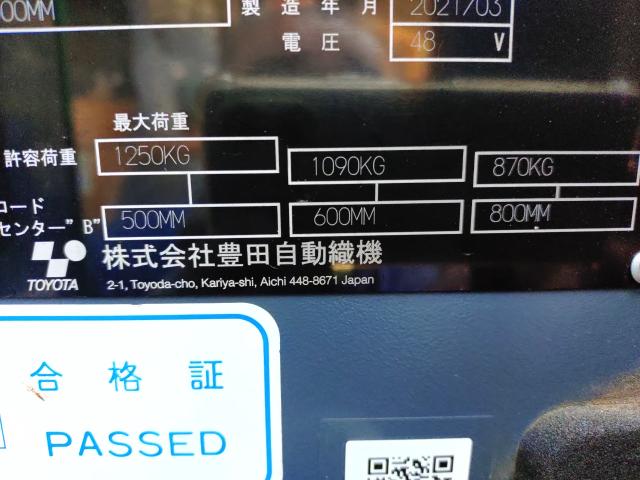 00MM
製造年月 2021/03
電圧 48 V
最大荷重
許容荷重 1250KG 1090KG 870KG
ロード
センター"B" 500MM 600MM 800MM
TOYOTA
株式会社豊田自動織機
2-1, Toyoda-cho, Kariya-shi, Aichi 448-8671 Japan
合格証
PASSED